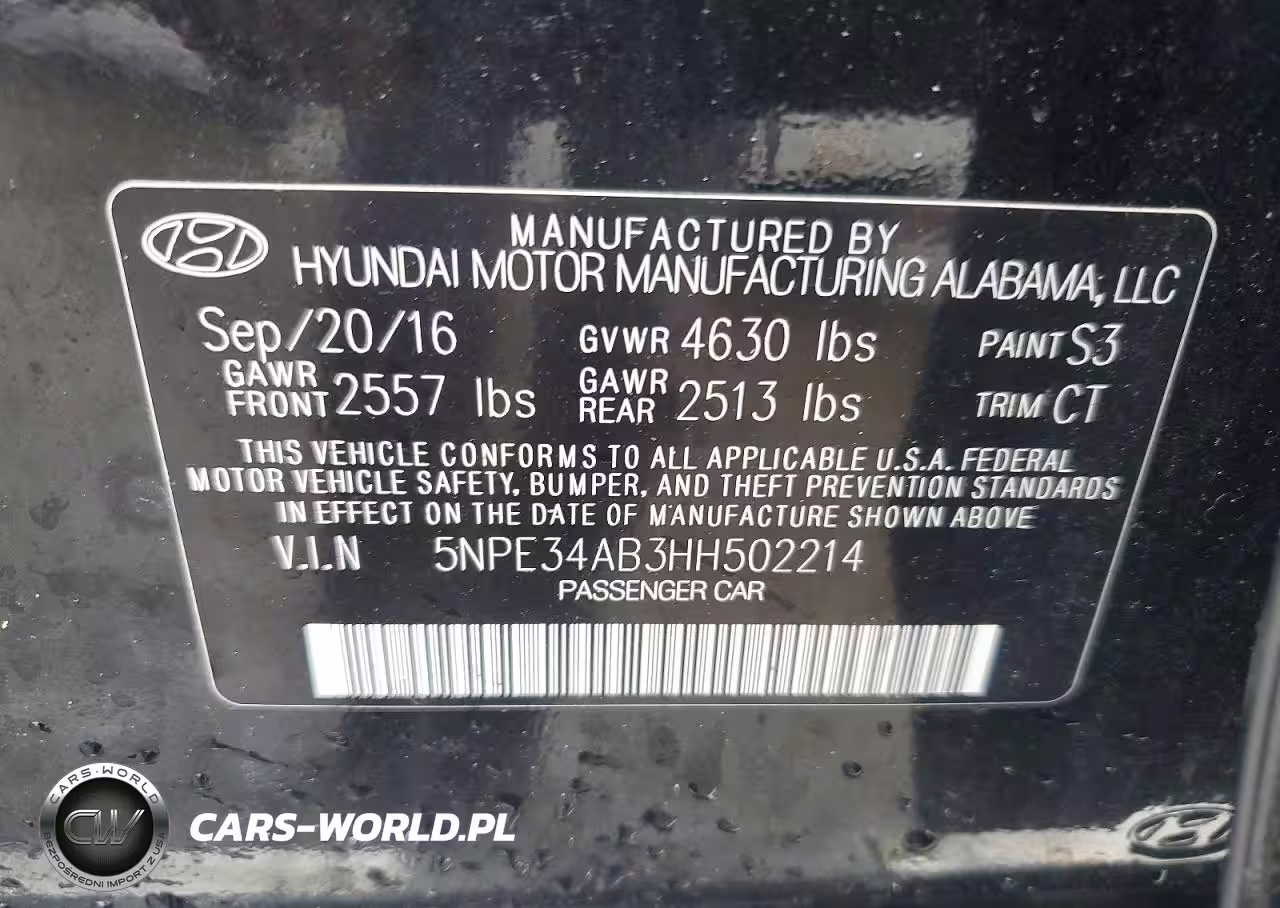 MANUFACTURED BY
HYUNDAI MOTOR MANUFACTURING ALABAMA, LLC
Sep/20/16 GVWR 4630 lbs PAINT S3
GAWR FRONT 2557 lbs GAWR REAR 2513 lbs TRIM CT
THIS VEHICLE CONFORMS TO ALL APPLICABLE U.S.A. FEDERAL
MOTOR VEHICLE SAFETY, BUMPER, AND THEFT PREVENTION STANDARDS
IN EFFECT ON THE DATE OF MANUFACTURE SHOWN ABOVE
V.I.N 5NPE34AB3HH502214
PASSENGER CAR
CARS-WORLD
CW
BEZPOŚREDNI IMPORT Z USA
CARS-WORLD.PL